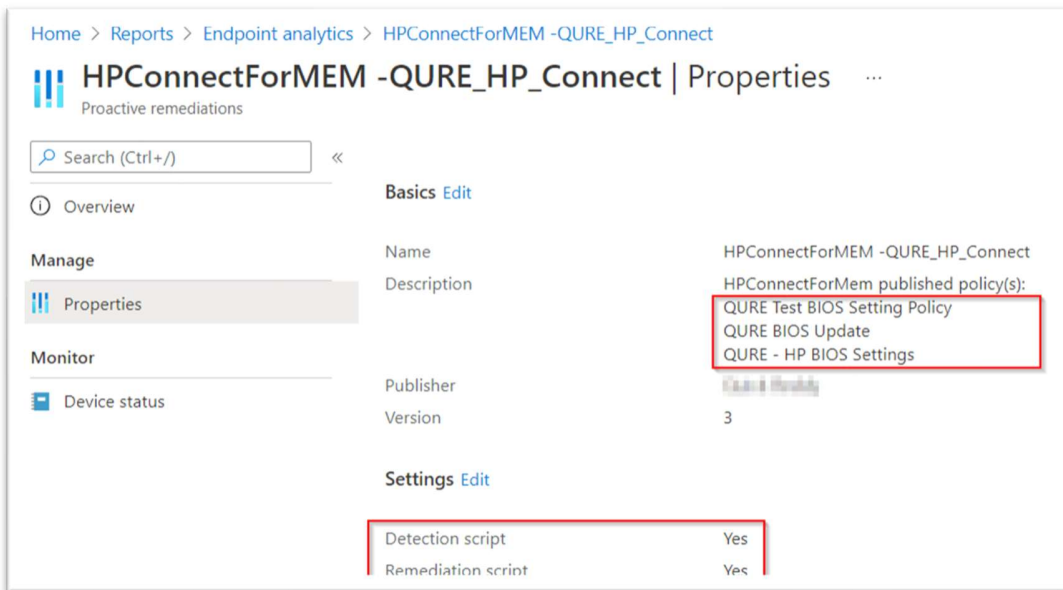 Home > Reports > Endpoint analytics > HPConnectForMEM -QURE_HP_Connect
HPConnectForMEM -QURE_HP_Connect | Properties ...
Proactive remediations
Search (Ctrl+/) «
Overview
Manage
Properties
Monitor
Device status
Basics Edit
Name HPConnectForMEM -QURE_HP_Connect
Description HPConnectForMem published policy(s):
QURE Test BIOS Setting Policy
QURE BIOS Update
QURE - HP BIOS Settings
Publisher
Version 3
Settings Edit
Detection script Yes
Remediation script Yes